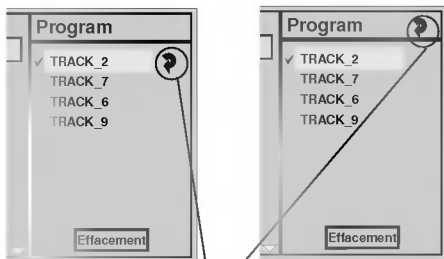 Program
✓ TRACK_2
TRACK_7
TRACK_6
TRACK_9
Effacement
Program
✓ TRACK_2
TRACK_7
TRACK_6
TRACK_9
Effacement